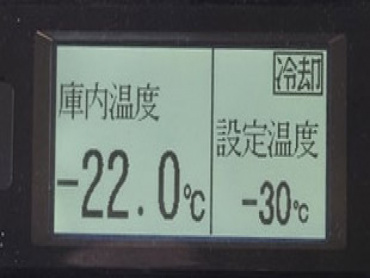 庫内温度
-22.0℃
冷却
設定温度
-30℃